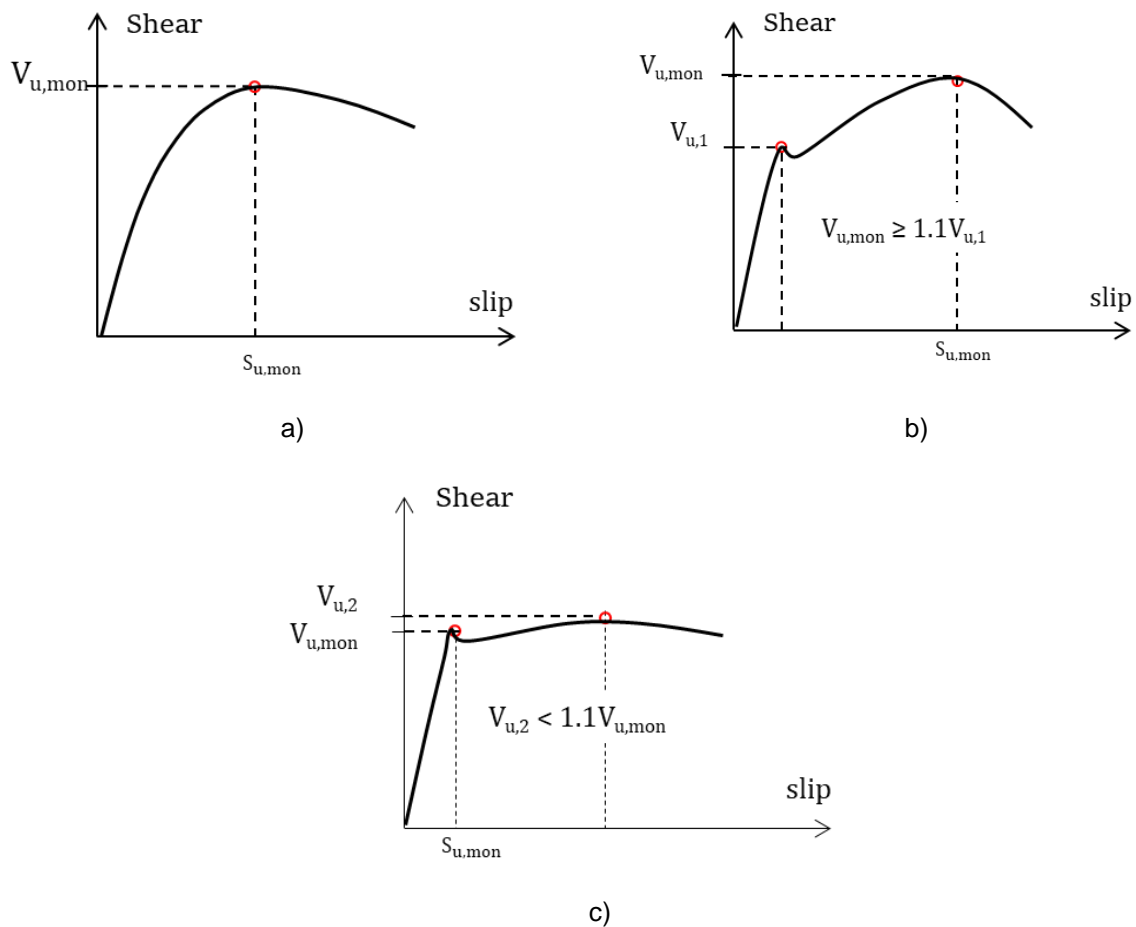 Shear
V_u,mon
slip
S_u,mon
a)
Shear
V_u,mon
V_u,1
V_u,mon ≥ 1.1V_u,1
slip
S_u,mon
b)
Shear
V_u,2
V_u,mon
V_u,2 < 1.1V_u,mon
slip
S_u,mon
c)